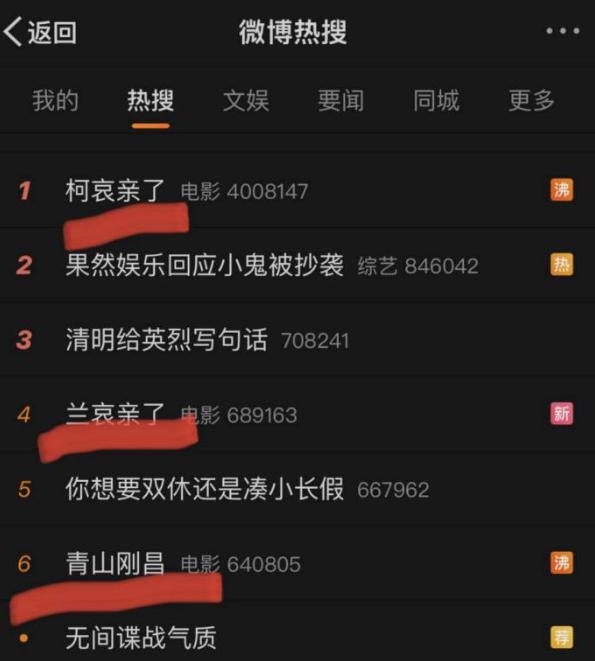 返回 微博热搜
我的 热搜 文娱 要闻 同城 更多
1 柯哀亲了 电影 4008147 沸
2 果然娱乐回应小鬼被抄袭 综艺 846042 热
3 清明给英烈写句话 708241
4 兰哀亲了 电影 689163 新
5 你想要双休还是凑小长假 667962
6 青山刚昌 电影 640805 沸
无间谍战气质 荐